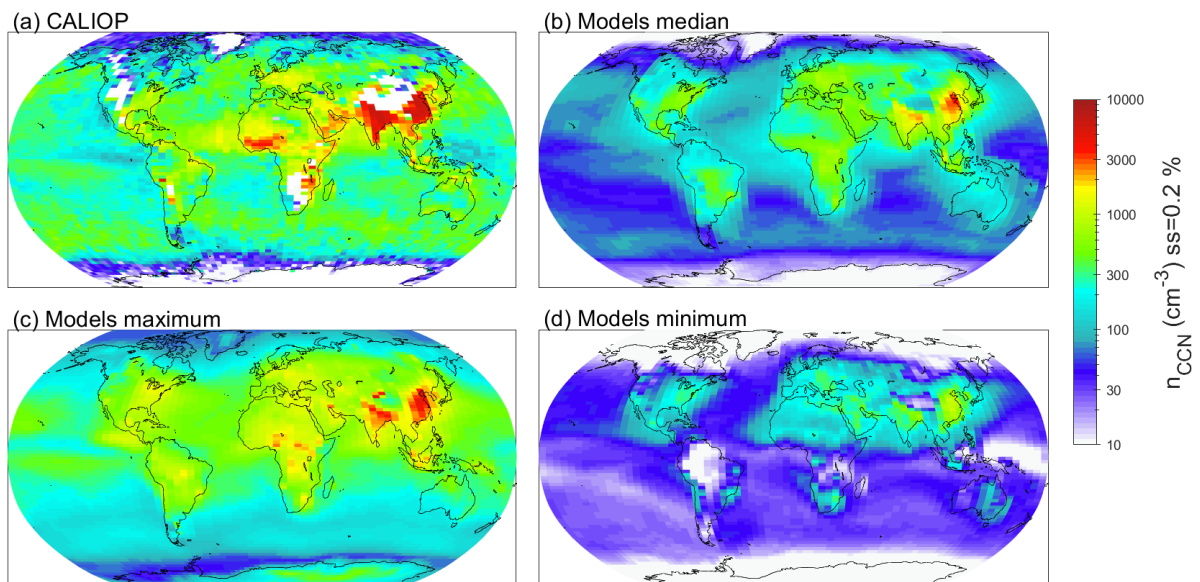 (a) CALIOP
(b) Models median
(c) Models maximum
(d) Models minimum
10000
3000
1000
300
100
30
10
n_CCN (cm⁻³) ss=0.2 %